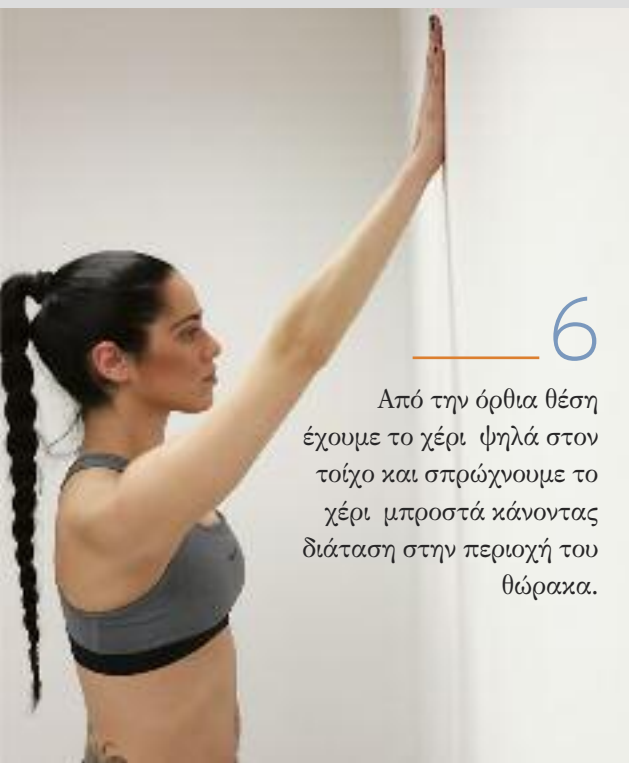 6
Από την όρθια θέση
έχουμε το χέρι ψηλά στον
τοίχο και σπρώχνουμε το
χέρι μπροστά κάνοντας
διάταση στην περιοχή του
θώρακα.